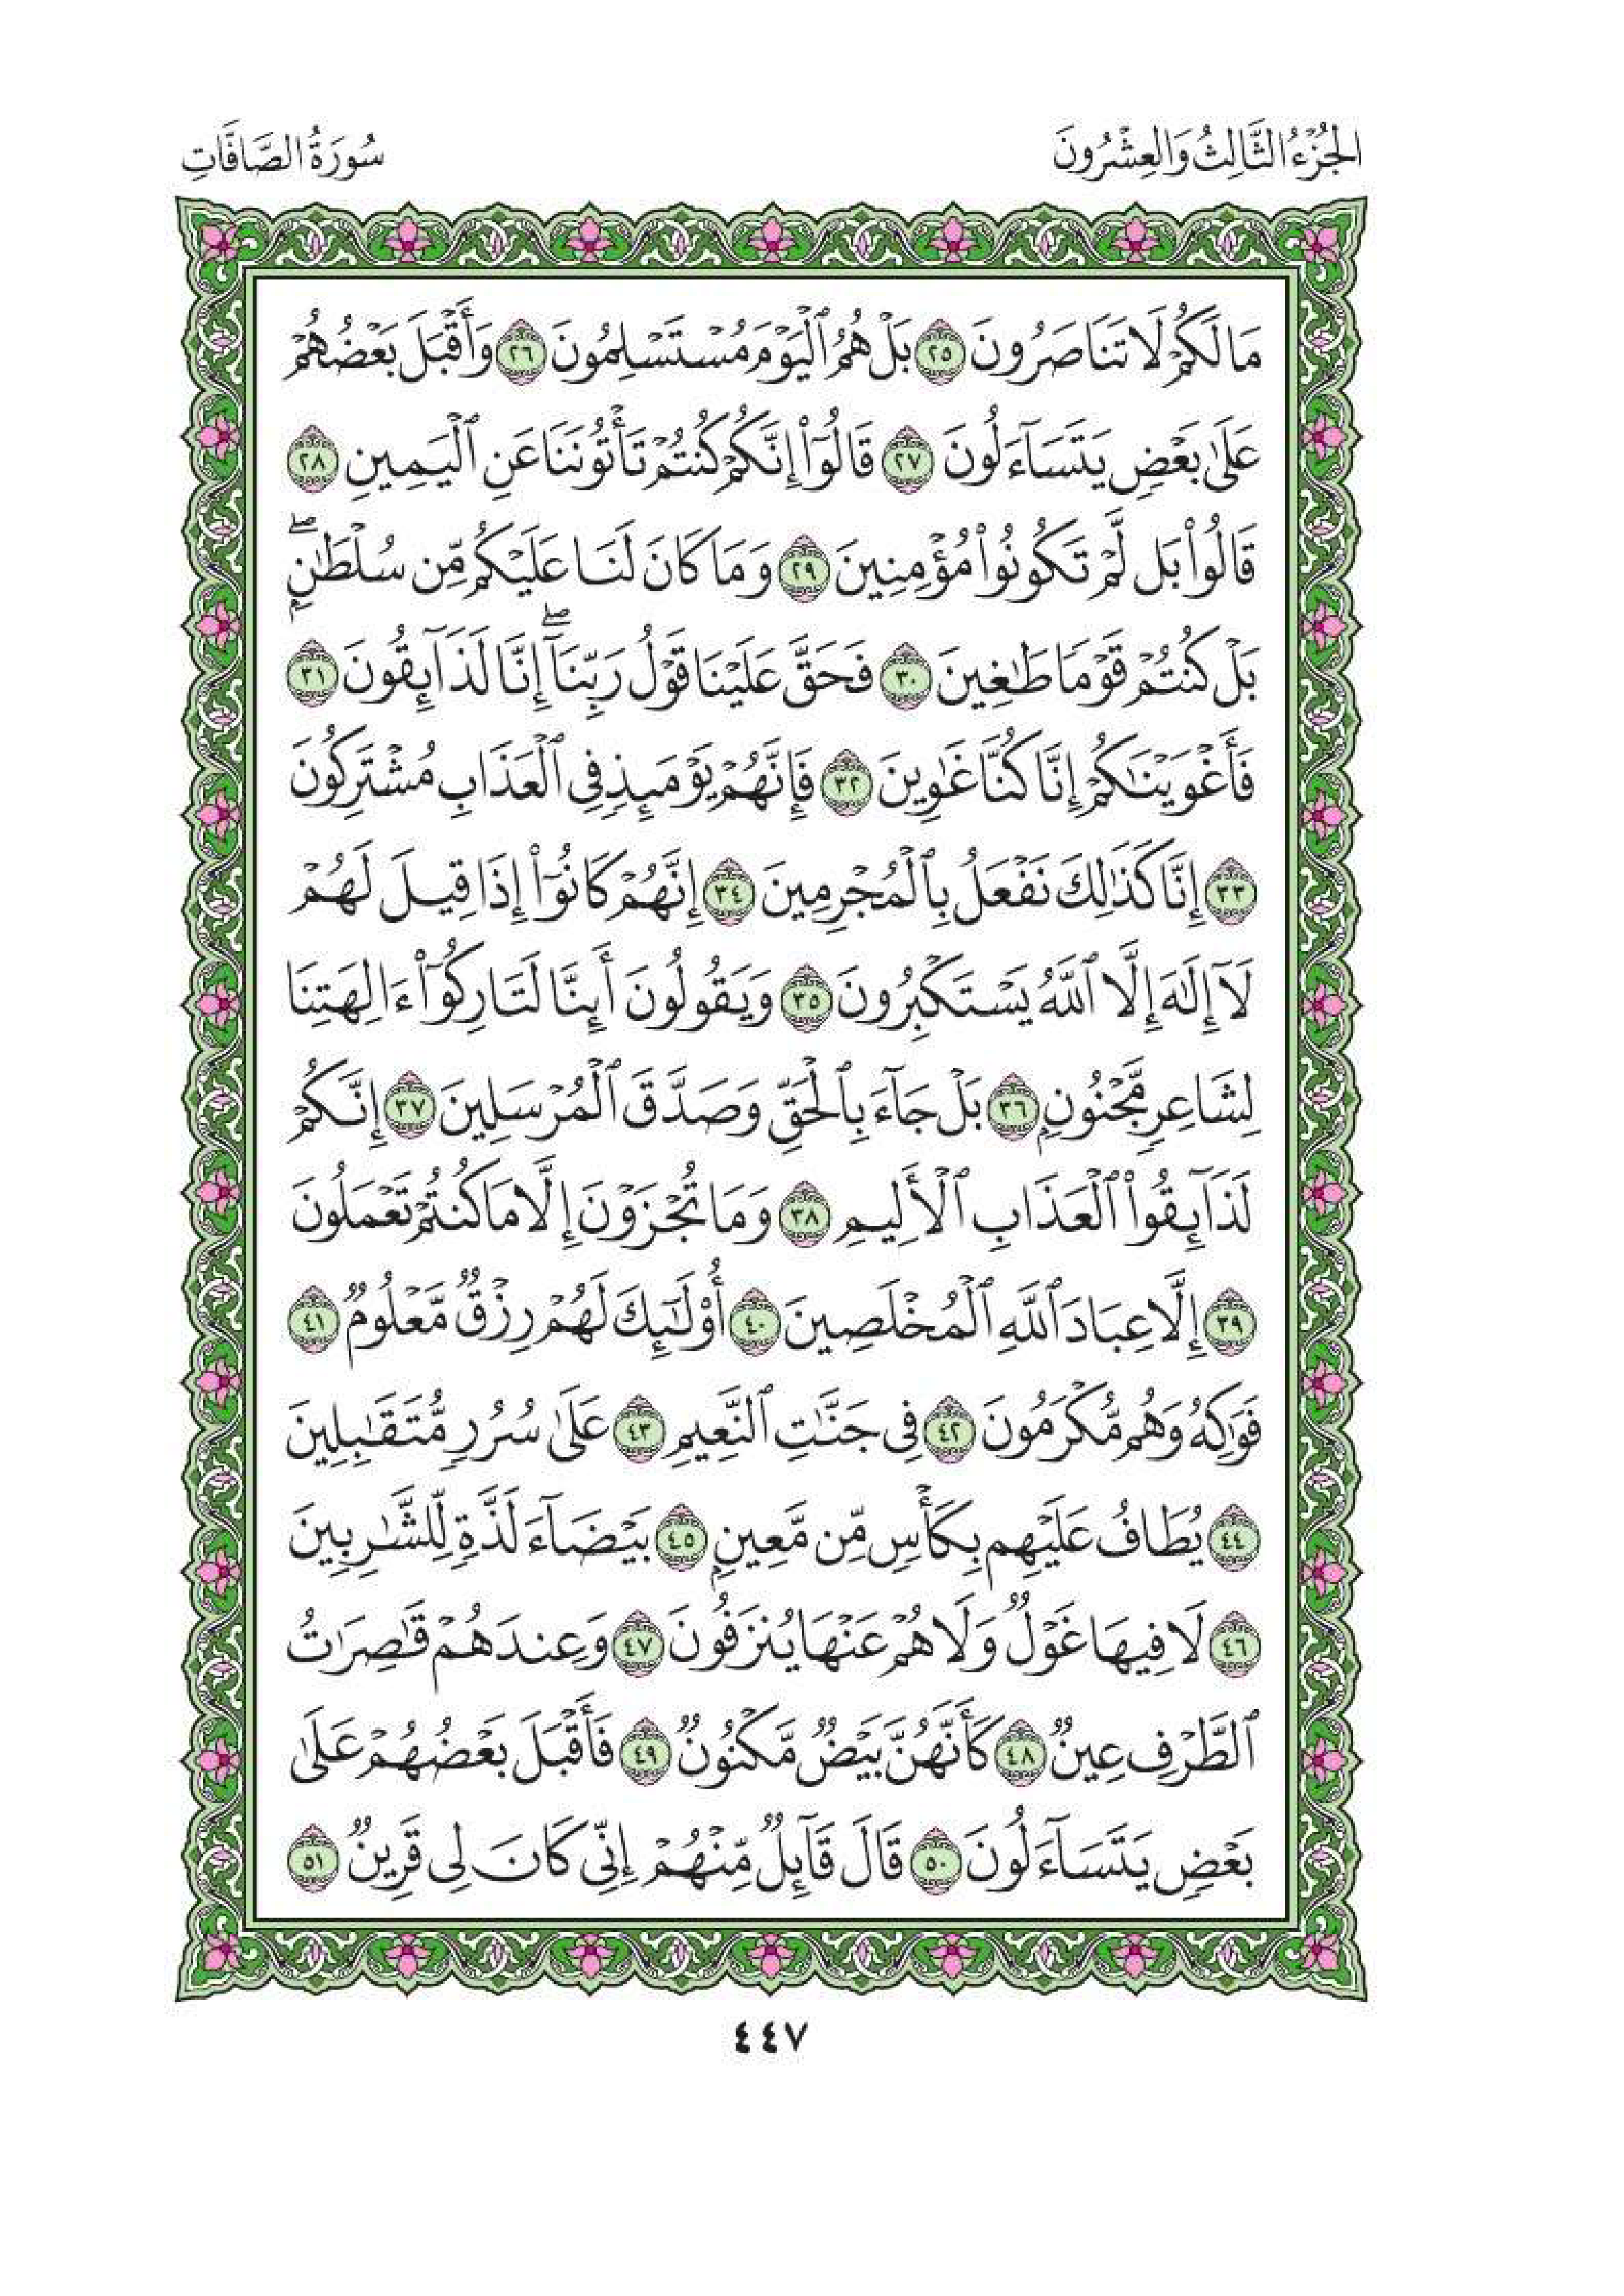 الجُزْءُ الثَّالِثُ وَالعِشْرُونَ
سُورَةُ الصَّافَّاتِ
مَا لَكُمْ لَا تَنَاصَرُونَ ٢٥ بَلْ هُمُ ٱلْيَوْمَ مُسْتَسْلِمُونَ ٢٦ وَأَقْبَلَ بَعْضُهُمْ
عَلَىٰ بَعْضٍ يَتَسَآءَلُونَ ٢٧ قَالُوٓا۟ إِنَّكُمْ كُنتُمْ تَأْتُونَنَا عَنِ ٱلْيَمِينِ ٢٨
قَالُوا۟ بَل لَّمْ تَكُونُوا۟ مُؤْمِنِينَ ٢٩ وَمَا كَانَ لَنَا عَلَيْكُم مِّن سُلْطَٰنٍۭ ۖ
بَلْ كُنتُمْ قَوْمًا طَٰغِينَ ٣٠ فَحَقَّ عَلَيْنَا قَوْلُ رَبِّنَآ ۖ إِنَّا لَذَآئِقُونَ ٣١
فَأَغْوَيْنَٰكُمْ إِنَّا كُنَّا غَٰوِينَ ٣٢ فَإِنَّهُمْ يَوْمَئِذٍ فِى ٱلْعَذَابِ مُشْتَرِكُونَ
٣٣ إِنَّا كَذَٰلِكَ نَفْعَلُ بِٱلْمُجْرِمِينَ ٣٤ إِنَّهُمْ كَانُوٓا۟ إِذَا قِيلَ لَهُمْ
لَآ إِلَٰهَ إِلَّا ٱللَّهُ يَسْتَكْبِرُونَ ٣٥ وَيَقُولُونَ أَئِنَّا لَتَارِكُوٓا۟ ءَالِهَتِنَا
لِشَاعِرٍ مَّجْنُونٍۭ ٣٦ بَلْ جَآءَ بِٱلْحَقِّ وَصَدَّقَ ٱلْمُرْسَلِينَ ٣٧ إِنَّكُمْ
لَذَآئِقُوا۟ ٱلْعَذَابِ ٱلْأَلِيمِ ٣٨ وَمَا تُجْزَوْنَ إِلَّا مَا كُنتُمْ تَعْمَلُونَ
٣٩ إِلَّا عِبَادَ ٱللَّهِ ٱلْمُخْلَصِينَ ٤٠ أُو۟لَٰٓئِكَ لَهُمْ رِزْقٌ مَّعْلُومٌ ٤١
فَوَٰكِهُ وَهُم مُّكْرَمُونَ ٤٢ فِى جَنَّٰتِ ٱلنَّعِيمِ ٤٣ عَلَىٰ سُرُرٍ مُّتَقَٰبِلِينَ
٤٤ يُطَافُ عَلَيْهِم بِكَأْسٍ مِّن مَّعِينٍۭ ٤٥ بَيْضَآءَ لَذَّةٍ لِّلشَّٰرِبِينَ
٤٦ لَا فِيهَا غَوْلٌ وَلَا هُمْ عَنْهَا يُنزَفُونَ ٤٧ وَعِندَهُمْ قَٰصِرَٰتُ
ٱلطَّرْفِ عِينٌ ٤٨ كَأَنَّهُنَّ بَيْضٌ مَّكْنُونٌ ٤٩ فَأَقْبَلَ بَعْضُهُمْ عَلَىٰ
بَعْضٍ يَتَسَآءَلُونَ ٥٠ قَالَ قَآئِلٌ مِّنْهُمْ إِنِّى كَانَ لِى قَرِينٌ ٥١
٤٤٧